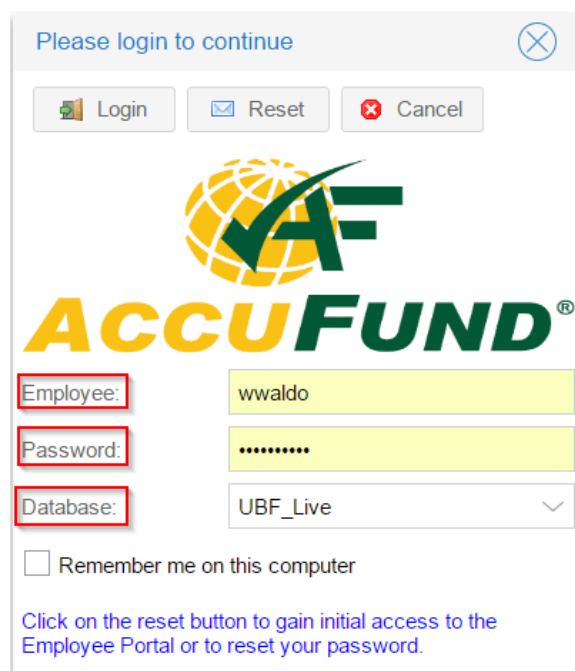 Please login to continue
Login Reset Cancel
AF
ACCUFUND®
Employee: wwaldo
Password: ••••••••••
Database: UBF_Live
Remember me on this computer
Click on the reset button to gain initial access to the
Employee Portal or to reset your password.